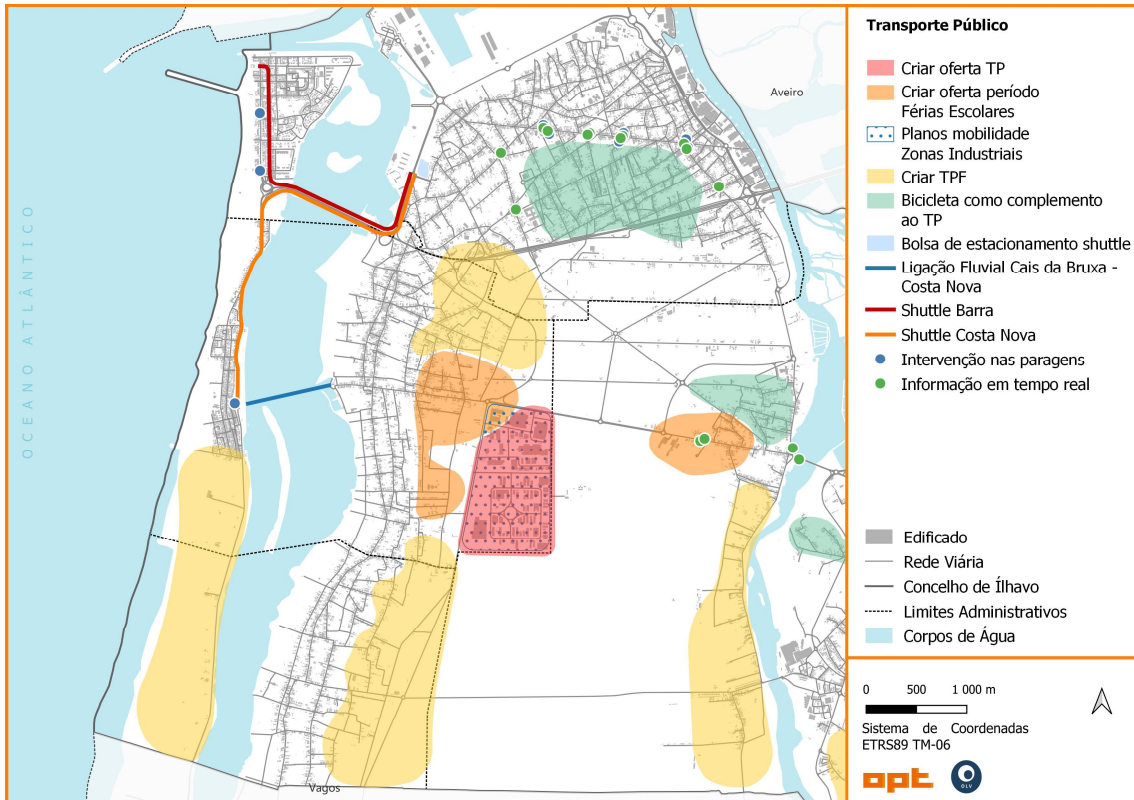 Transporte Público
Criar oferta TP
Criar oferta período
Férias Escolares
Planos mobilidade
Zonas Industriais
Criar TPF
Bicicleta como complemento
ao TP
Bolsa de estacionamento shuttle
Ligação Fluvial Cais da Bruxa -
Costa Nova
Shuttle Barra
Shuttle Costa Nova
Intervenção nas paragens
Informação em tempo real
Edificado
Rede Viária
Concelho de Ílhavo
Limites Administrativos
Corpos de Água
0 500 1 000 m
Sistema de Coordenadas
ETRS89 TM-06
opt
OLV
Aveiro
OCEANO ATLÂNTICO
Vagos